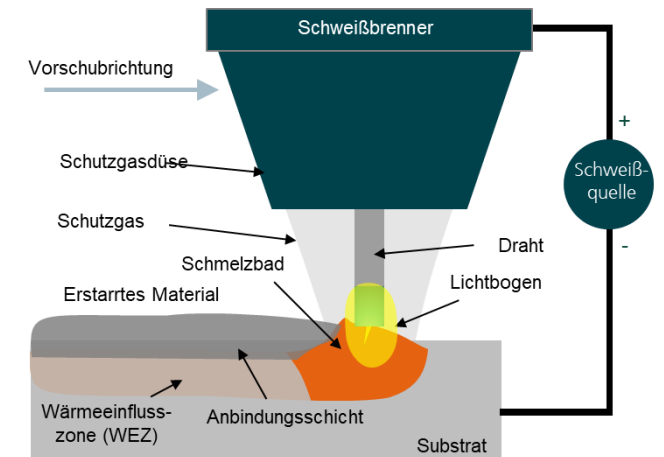 Schweißbrenner
Vorschubrichtung
+
Schutzgasdüse
Schweiß-
quelle
Schutzgas
-
Draht
Schmelzbad
Lichtbogen
Erstarrtes Material
Wärmeeinfluss-
zone (WEZ)
Anbindungsschicht
Substrat